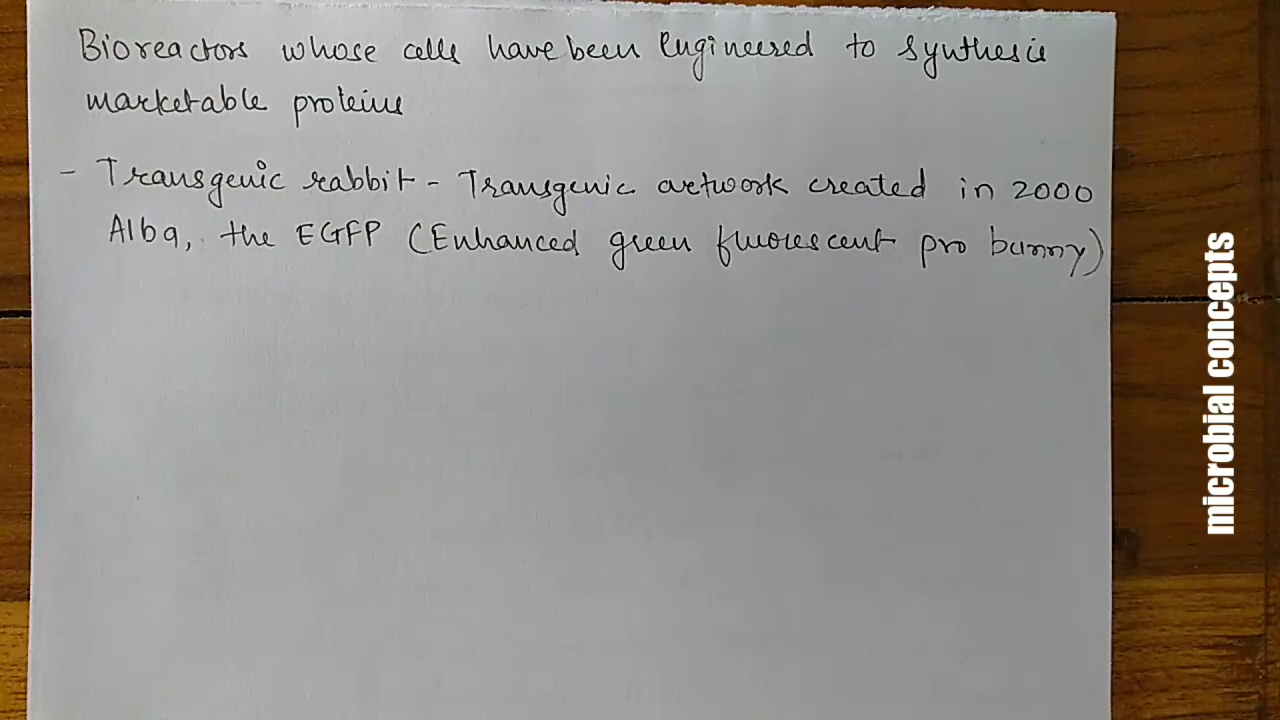 Bioreactors whose cells have been Engineered to synthesis
marketable proteins
- Transgenic rabbit - Transgenic artwork created in 2000
Alba, the EGFP (Enhanced green fluorescent pro bunny)
microbial concepts